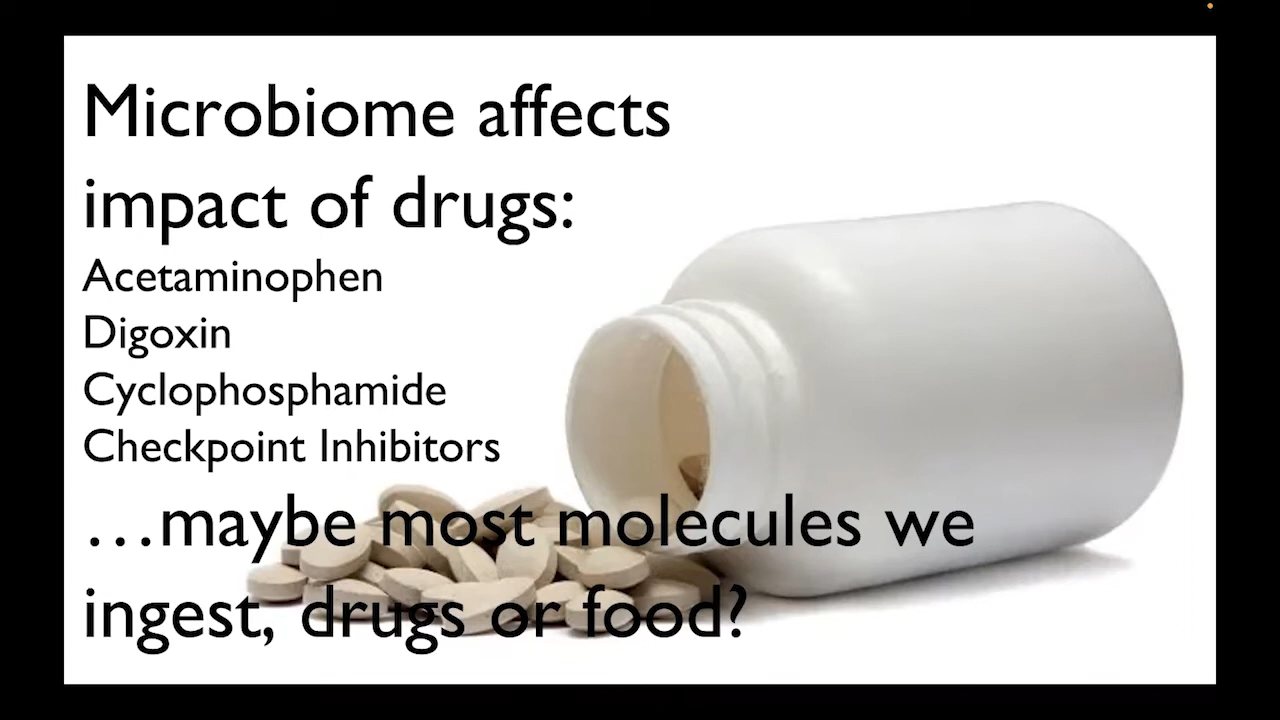 Microbiome affects
impact of drugs:
Acetaminophen
Digoxin
Cyclophosphamide
Checkpoint Inhibitors
…maybe most molecules we
ingest, drugs or food?